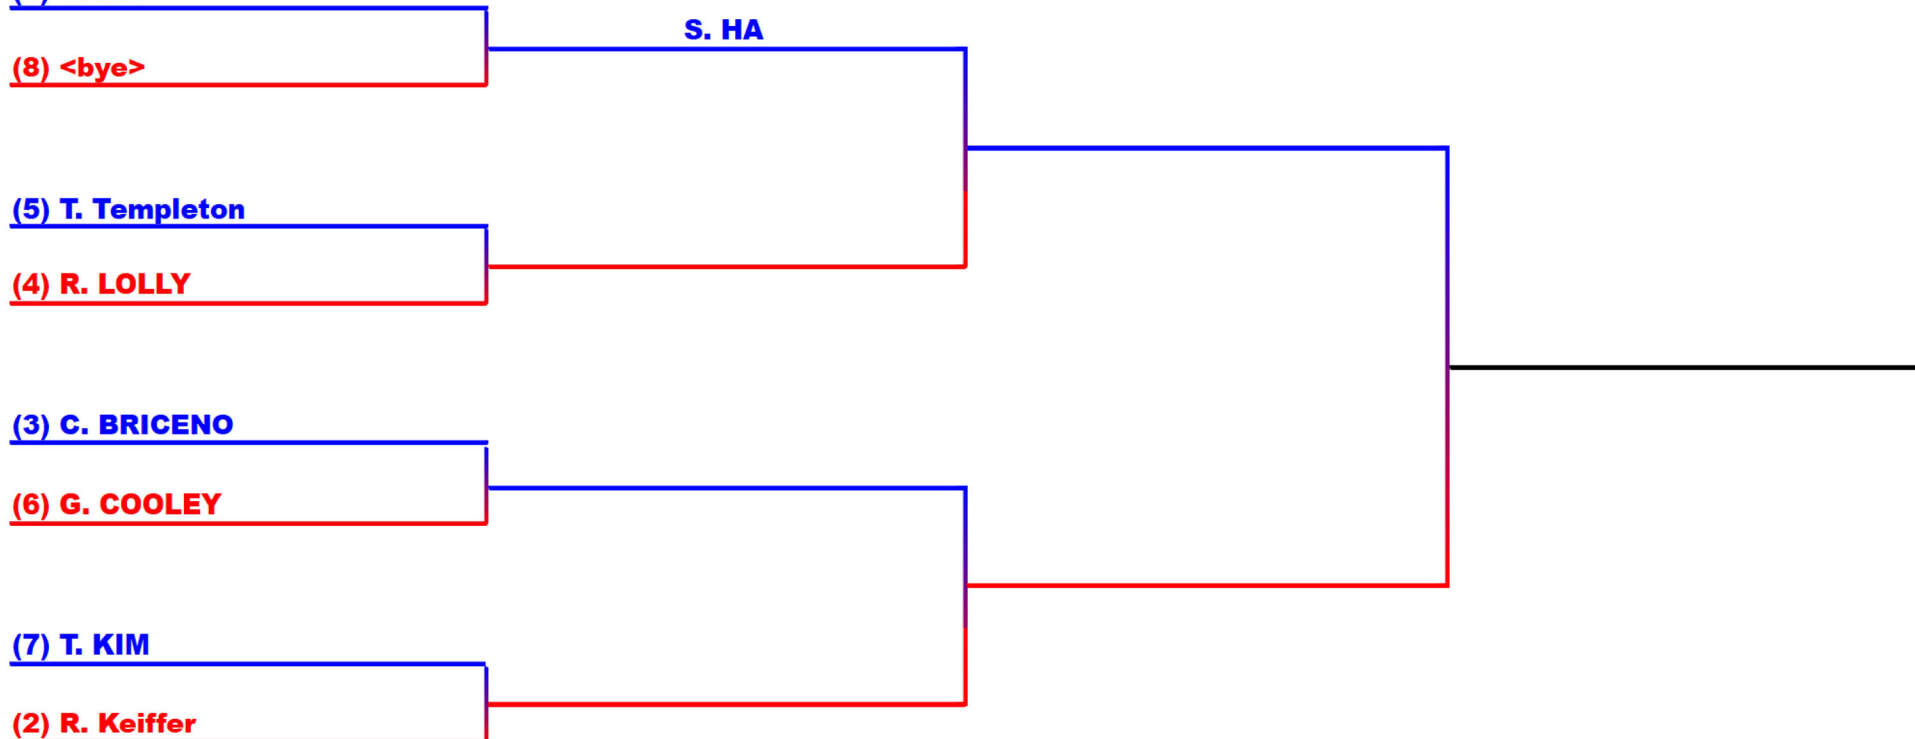 S. HA
(8) <bye>
(5) T. Templeton
(4) R. LOLLY
(3) C. BRICENO
(6) G. COOLEY
(7) T. KIM
(2) R. Keiffer